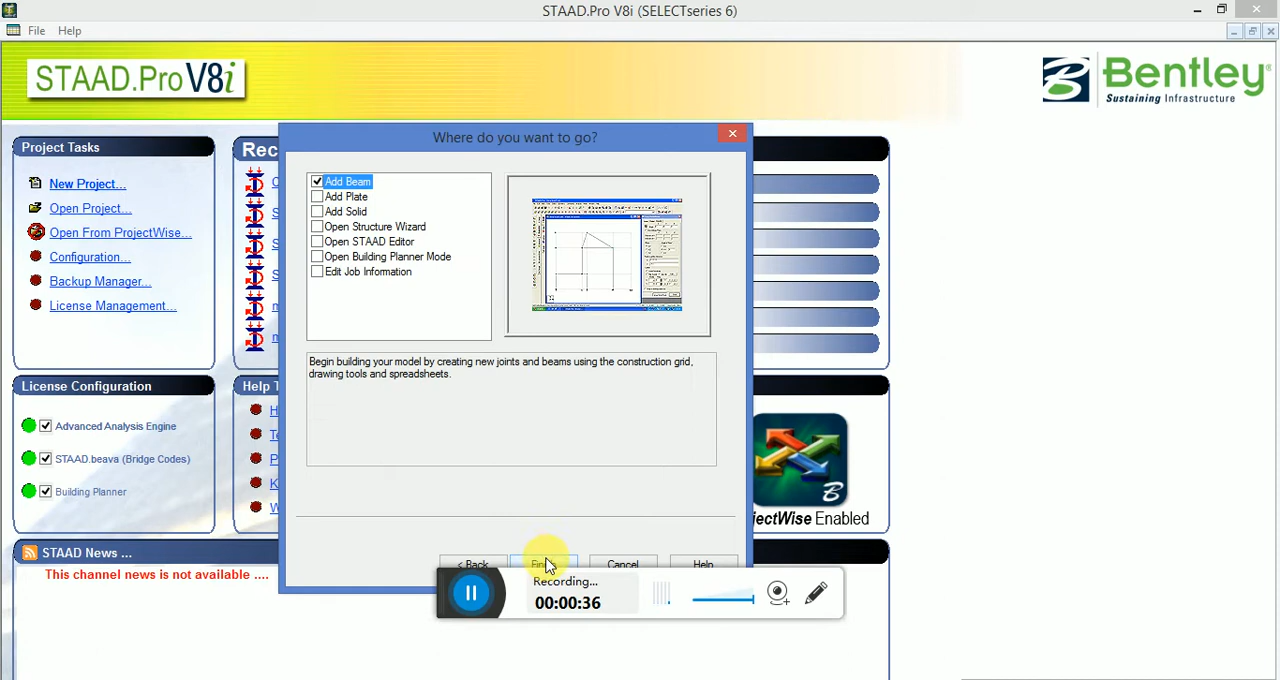 STAAD.Pro V8i (SELECTseries 6)
File Help
STAAD.Pro V8i
Bentley
Sustaining Infrastructure
Project Tasks
New Project...
Open Project...
Open From ProjectWise...
Configuration...
Backup Manager...
License Management...
Rec
Where do you want to go?
Add Beam
Add Plate
Add Solid
Open Structure Wizard
Open STAAD Editor
Open Building Planner Mode
Edit Job Information
Begin building your model by creating new joints and beams using the construction grid,
drawing tools and spreadsheets.
< Back Cancel Help
License Configuration
Advanced Analysis Engine
STAAD.beava (Bridge Codes)
Building Planner
Help T
jectWise Enabled
STAAD News ...
This channel news is not available ....
Recording...
00:00:36